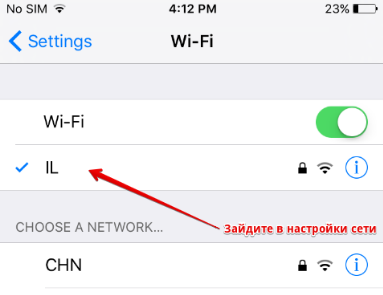 No SIM 4:12 PM 23%
Settings Wi-Fi
Wi-Fi
IL
Зайдите в настройки сети
CHOOSE A NETWORK...
CHN